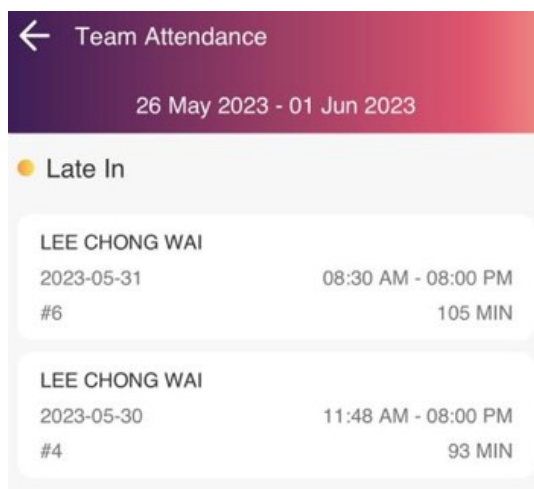 Team Attendance
26 May 2023 - 01 Jun 2023
Late In
LEE CHONG WAI
2023-05-31 08:30 AM - 08:00 PM
#6 105 MIN
LEE CHONG WAI
2023-05-30 11:48 AM - 08:00 PM
#4 93 MIN